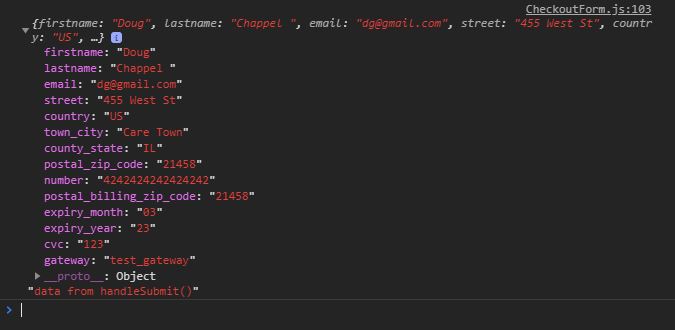 CheckoutForm.js:103
{firstname: "Doug", lastname: "Chappel ", email: "dg@gmail.com", street: "455 West St", countr
y: "US", …} i
firstname: "Doug"
lastname: "Chappel "
email: "dg@gmail.com"
street: "455 West St"
country: "US"
town_city: "Care Town"
county_state: "IL"
postal_zip_code: "21458"
number: "4242424242424242"
postal_billing_zip_code: "21458"
expiry_month: "03"
expiry_year: "23"
cvc: "123"
gateway: "test_gateway"
__proto__: Object
"data from handleSubmit()"